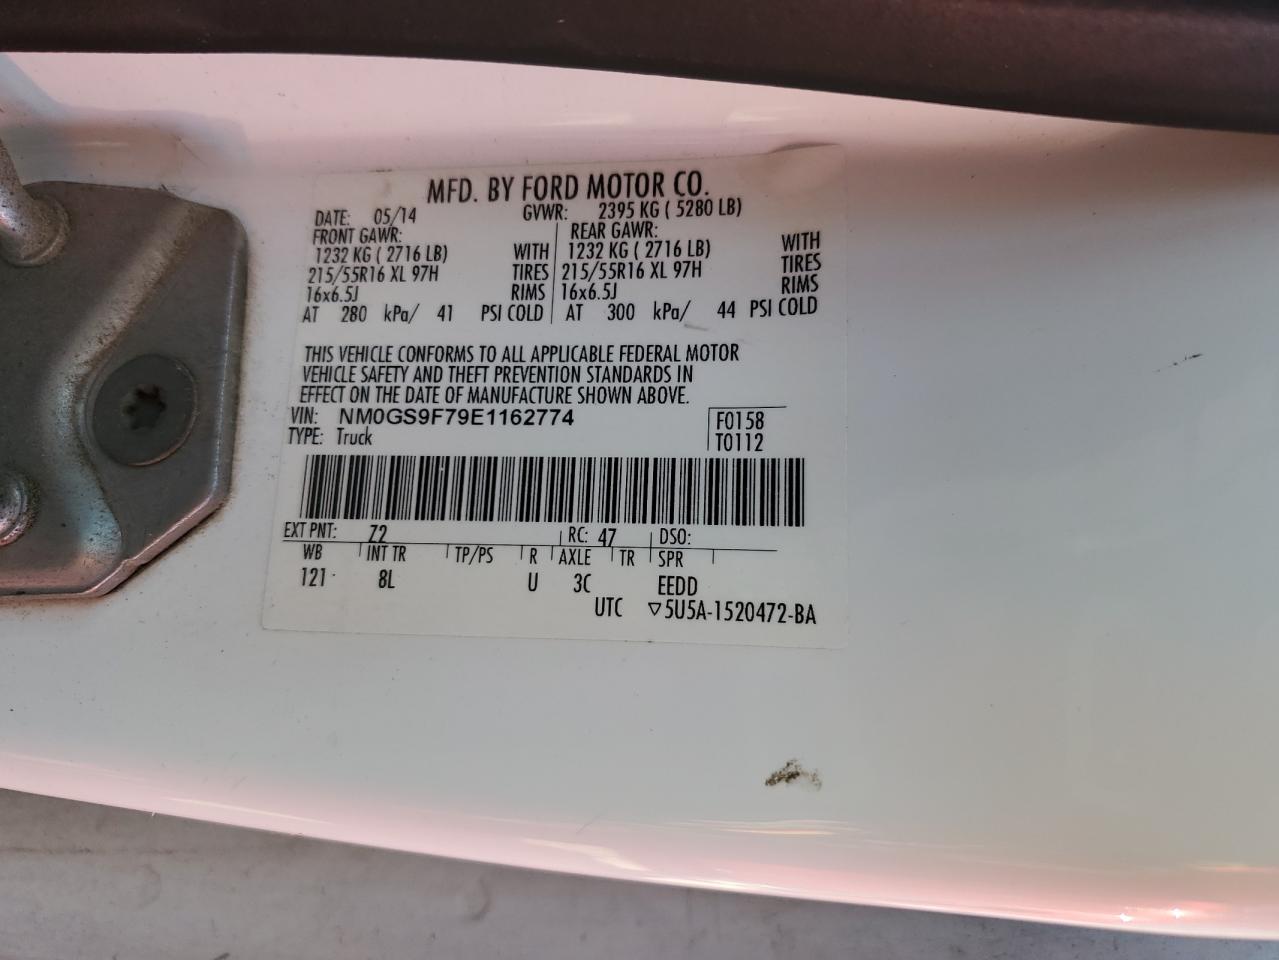 MFD. BY FORD MOTOR CO.
DATE: 05/14 GVWR: 2395 KG ( 5280 LB)
FRONT GAWR: REAR GAWR:
1232 KG ( 2716 LB) WITH 1232 KG ( 2716 LB) WITH
215/55R16 XL 97H TIRES 215/55R16 XL 97H TIRES
16x6.5J RIMS 16x6.5J RIMS
AT 280 kPa/ 41 PSI COLD AT 300 kPa/ 44 PSI COLD
THIS VEHICLE CONFORMS TO ALL APPLICABLE FEDERAL MOTOR
VEHICLE SAFETY AND THEFT PREVENTION STANDARDS IN
EFFECT ON THE DATE OF MANUFACTURE SHOWN ABOVE.
VIN: NM0GS9F79E1162774 F0158
TYPE: Truck T0112
EXT PNT: Z2 RC: 47 DSO:
WB INT TR TP/PS R AXLE TR SPR
121 8L U 3C EEDD
UTC ▽5U5A-1520472-BA